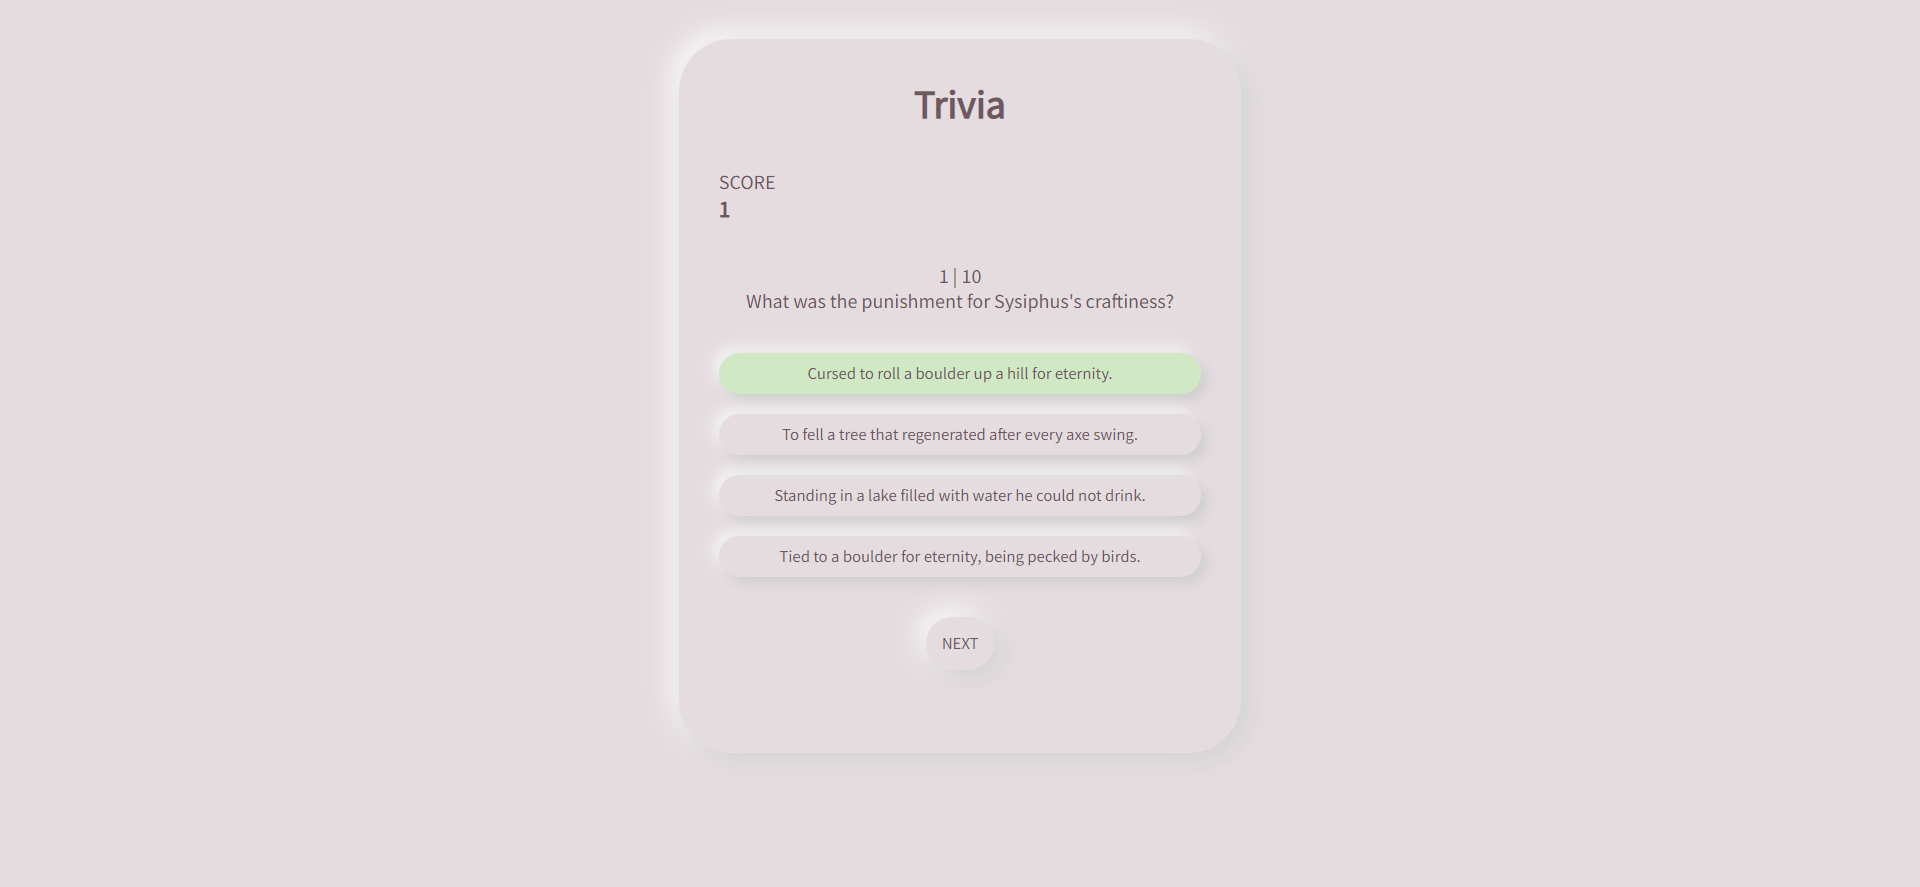 Trivia
SCORE
1
1 | 10
What was the punishment for Sysiphus's craftiness?
Cursed to roll a boulder up a hill for eternity.
To fell a tree that regenerated after every axe swing.
Standing in a lake filled with water he could not drink.
Tied to a boulder for eternity, being pecked by birds.
NEXT